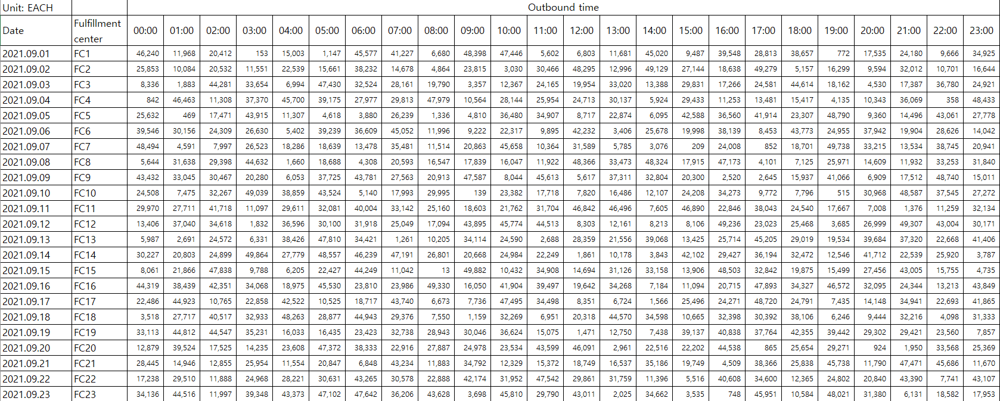 Unit: EACH Outbound time
Date Fulfillment center 00:00 01:00 02:00 03:00 04:00 05:00 06:00 07:00 08:00 09:00 10:00 11:00 12:00 13:00 14:00 15:00 16:00 17:00 18:00 19:00 20:00 21:00 22:00 23:00
2021.09.01 FC1 46,240 11,968 20,412 153 15,003 1,147 45,577 41,227 6,680 48,398 47,446 5,602 6,803 11,681 45,020 9,487 39,548 28,813 38,657 772 17,535 24,180 9,666 34,925
2021.09.02 FC2 25,853 10,084 20,532 11,551 22,539 15,661 38,232 14,678 4,864 23,815 3,030 30,466 48,295 12,996 49,129 27,144 18,638 49,279 5,157 16,299 9,594 32,012 10,701 16,644
2021.09.03 FC3 8,336 1,883 44,281 33,654 6,994 47,430 32,524 28,161 19,790 3,357 12,367 24,165 19,954 33,020 13,388 29,831 17,266 24,581 44,614 18,162 4,530 17,387 36,780 24,921
2021.09.04 FC4 842 46,463 11,308 37,370 45,700 39,175 27,977 29,813 47,979 10,564 28,144 25,954 24,713 30,137 5,924 29,433 11,253 13,481 15,417 4,135 10,343 36,069 358 48,433
2021.09.05 FC5 25,632 469 17,471 43,915 11,307 4,618 3,880 26,239 1,336 4,810 36,480 34,907 8,717 22,874 6,095 42,588 36,560 41,914 23,307 48,790 9,360 14,496 43,061 27,778
2021.09.06 FC6 39,546 30,156 24,309 26,630 5,402 39,239 36,609 45,052 11,996 9,222 22,317 9,895 42,232 3,406 25,678 19,998 38,139 8,453 43,773 24,955 37,942 19,904 28,626 14,042
2021.09.07 FC7 48,494 4,591 7,997 26,523 18,286 18,639 13,478 35,481 11,514 20,863 45,658 10,364 31,589 5,785 3,076 209 24,008 852 18,701 49,738 33,215 13,534 38,745 20,941
2021.09.08 FC8 5,644 31,638 29,398 44,632 1,660 18,688 4,308 20,593 16,547 17,839 16,047 11,922 48,366 33,473 48,324 17,915 47,173 4,101 7,125 25,971 14,609 11,932 33,253 31,840
2021.09.09 FC9 43,432 33,045 30,467 20,280 6,053 37,725 43,781 27,563 20,913 47,587 8,044 45,613 5,617 37,311 32,804 20,300 2,520 2,645 15,937 41,066 6,909 17,512 48,740 15,011
2021.09.10 FC10 24,508 7,475 32,267 49,039 38,859 43,524 5,140 17,993 29,995 139 23,382 17,718 7,820 16,486 12,107 24,208 34,273 9,772 7,796 515 30,968 48,587 37,545 27,272
2021.09.11 FC11 29,970 27,711 41,718 11,097 29,611 32,081 40,004 33,142 25,160 18,603 21,762 31,704 46,842 46,496 7,605 46,890 22,846 38,043 24,540 17,667 7,008 1,376 11,259 32,134
2021.09.12 FC12 13,406 37,040 34,618 1,832 36,596 30,100 31,918 25,049 17,094 43,895 45,774 44,513 8,303 12,161 8,213 8,106 49,236 23,023 25,468 3,685 26,999 49,307 43,004 30,171
2021.09.13 FC13 5,987 2,691 24,572 6,331 38,426 47,810 34,421 1,261 10,205 34,114 24,590 2,688 28,359 21,556 39,068 13,425 25,714 45,205 29,019 19,534 39,684 37,320 22,668 41,406
2021.09.14 FC14 30,227 20,803 24,899 49,864 27,779 48,557 46,239 47,191 26,801 20,668 24,984 22,249 1,861 10,178 3,843 42,102 29,427 36,194 32,472 12,546 41,712 22,539 25,920 3,787
2021.09.15 FC15 8,061 21,866 47,838 9,788 6,205 22,427 44,249 11,042 13 49,882 10,432 34,908 14,694 31,126 33,158 13,906 48,503 32,842 19,875 15,499 27,456 43,005 15,755 4,735
2021.09.16 FC16 44,319 38,439 42,351 34,068 18,975 45,530 23,810 23,986 49,330 16,050 41,904 39,497 19,642 34,268 7,184 11,094 20,715 47,893 34,327 46,572 32,095 24,344 13,213 43,849
2021.09.17 FC17 22,486 44,923 10,765 22,858 42,522 10,525 18,717 43,740 6,673 7,736 47,495 34,498 8,351 6,724 1,566 25,496 24,271 48,720 24,791 7,435 14,148 34,941 22,693 41,865
2021.09.18 FC18 3,518 27,717 40,517 32,933 48,263 28,877 44,943 29,376 7,550 1,159 32,269 6,951 20,318 44,570 34,598 10,665 32,398 30,392 38,106 6,246 9,444 32,216 4,098 31,333
2021.09.19 FC19 33,113 44,812 44,547 35,231 16,033 16,435 23,423 32,738 28,943 30,046 36,624 15,075 1,471 12,750 7,438 39,137 40,838 37,764 42,355 39,442 29,302 29,421 23,560 7,857
2021.09.20 FC20 12,879 39,524 17,525 14,235 23,608 47,372 38,333 22,916 27,887 24,978 23,534 43,599 46,091 2,961 22,516 22,202 44,538 865 25,654 29,271 924 1,950 33,568 25,369
2021.09.21 FC21 28,445 14,946 12,855 25,954 11,554 20,847 6,848 43,234 11,883 34,792 12,329 15,372 18,749 16,537 35,186 19,749 4,509 38,366 25,838 45,738 11,790 47,471 45,686 11,670
2021.09.22 FC22 17,238 29,510 11,888 24,968 28,221 30,631 43,265 30,578 22,888 42,174 31,952 47,542 29,861 31,759 11,396 5,516 40,608 34,600 12,365 24,802 20,840 43,390 7,741 43,107
2021.09.23 FC23 34,136 44,516 11,997 39,348 43,373 47,102 47,642 36,206 43,628 3,698 45,810 29,790 43,011 2,025 34,662 3,535 748 45,951 10,584 48,021 31,380 6,131 18,582 17,953